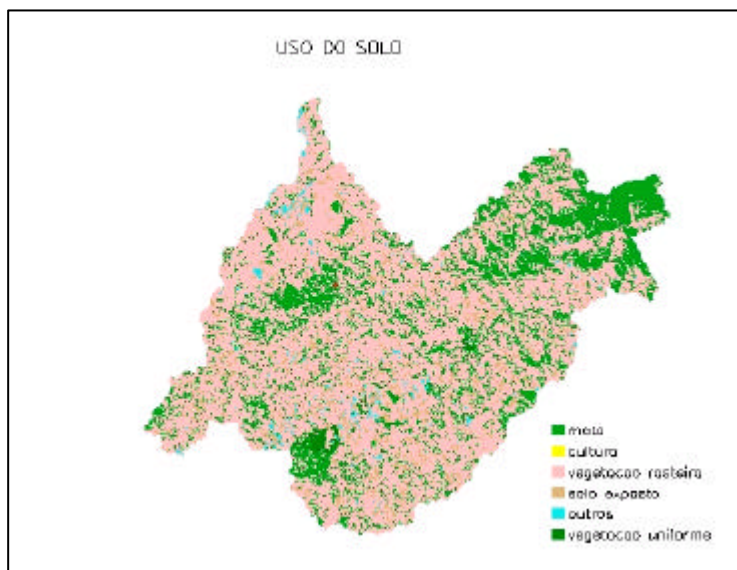 USO DO SOLO
mata
cultura
vegetacao rasteira
solo exposto
outros
vegetacao uniforme